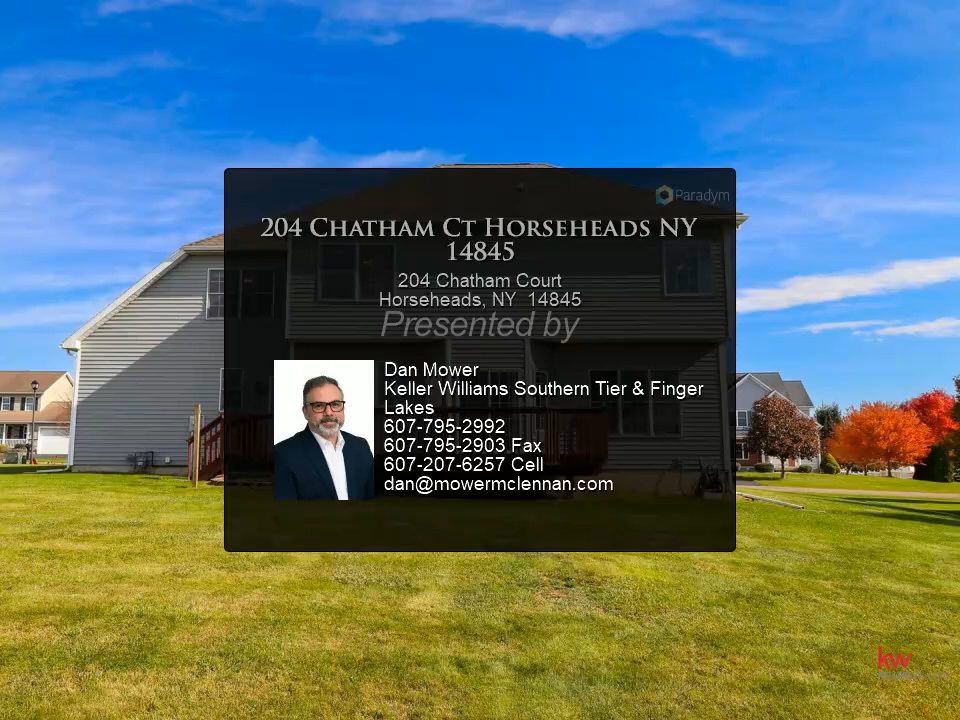 Paradym
204 Chatham Ct Horseheads NY
14845
204 Chatham Court
Horseheads, NY 14845
Presented by
Dan Mower
Keller Williams Southern Tier & Finger
Lakes
607-795-2992
607-795-2903 Fax
607-207-6257 Cell
dan@mowermclennan.com
kw